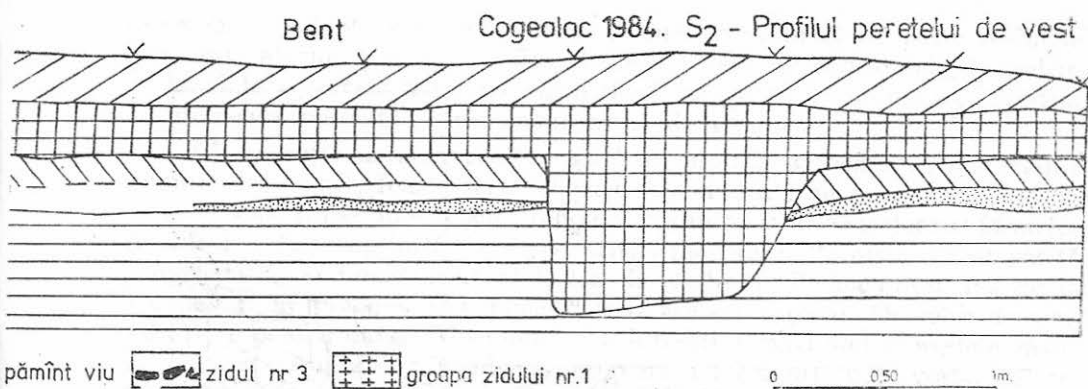 Bent Cogealac 1984. S2 - Profilul peretelui de vest
pămînt viu zidul nr 3 groapa zidului nr.1 0 0,50 1m.